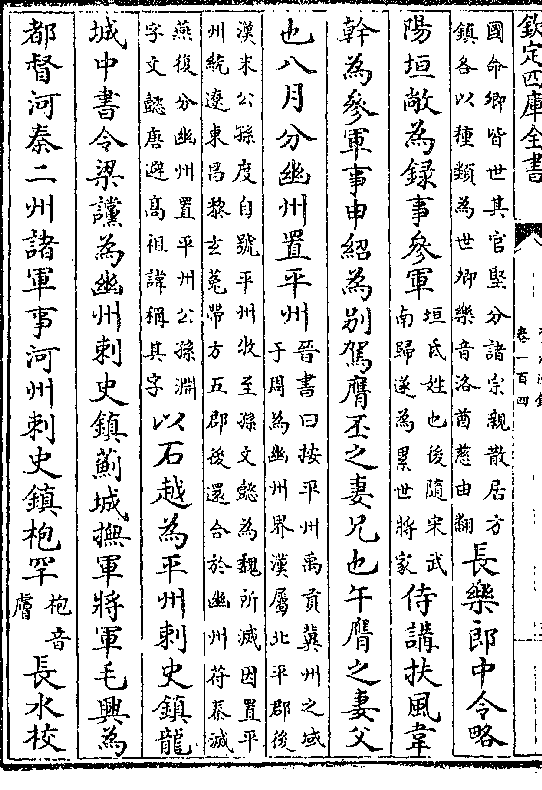 欽定四庫全書
卷一百四
國命卿皆世其官堅分諸宗親散居方
鎮各以種類為世卿樂音洛酋慈由翻
長樂郎中令略
陽垣敞為録事參軍
垣氏姓也後隨宋武
南歸遂為累世將家
侍講扶風韋
幹為參軍事申紹為别駕膺丕之妻兄也午膺之妻父
也八月分幽州置平州
晉書曰按平州禹貢冀州之域
于周為幽州界漢屬北平郡後
漢末公孫度自號平州牧至孫文懿為魏所滅因置平
州統遼東昌黎玄菟帶方五郡後還合於幽州符秦滅
燕復分幽州置平州公孫淵
字文懿唐避高祖諱稱其字
以石越為平州刺史鎮龍
城中書令梁讜為幽州刺史鎮薊城撫軍將軍毛興為
都督河秦二州諸軍事河州刺史鎮枹罕
枹音
膚
長水校